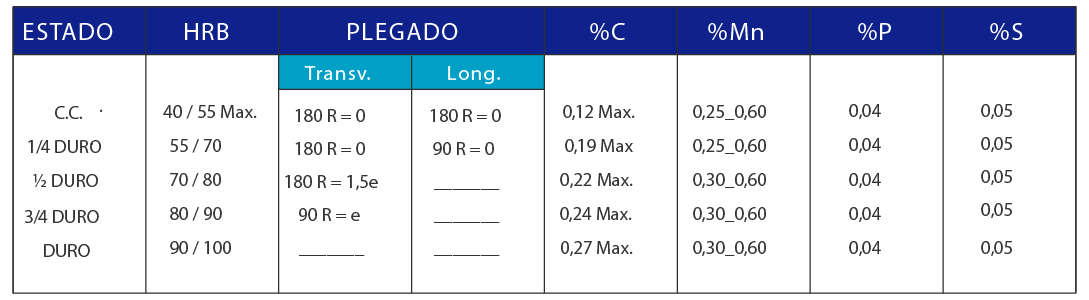 ESTADO HRB PLEGADO %C %Mn %P %S
Transv. Long.
C.C. · 40 / 55 Max. 180 R = 0 180 R = 0 0,12 Max. 0,25_0,60 0,04 0,05
1/4 DURO 55 / 70 180 R = 0 90 R = 0 0,19 Max 0,25_0,60 0,04 0,05
½ DURO 70 / 80 180 R = 1,5e _______ 0,22 Max. 0,30_0,60 0,04 0,05
3/4 DURO 80 / 90 90 R = e _______ 0,24 Max. 0,30_0,60 0,04 0,05
DURO 90 / 100 _______ _______ 0,27 Max. 0,30_0,60 0,04 0,05